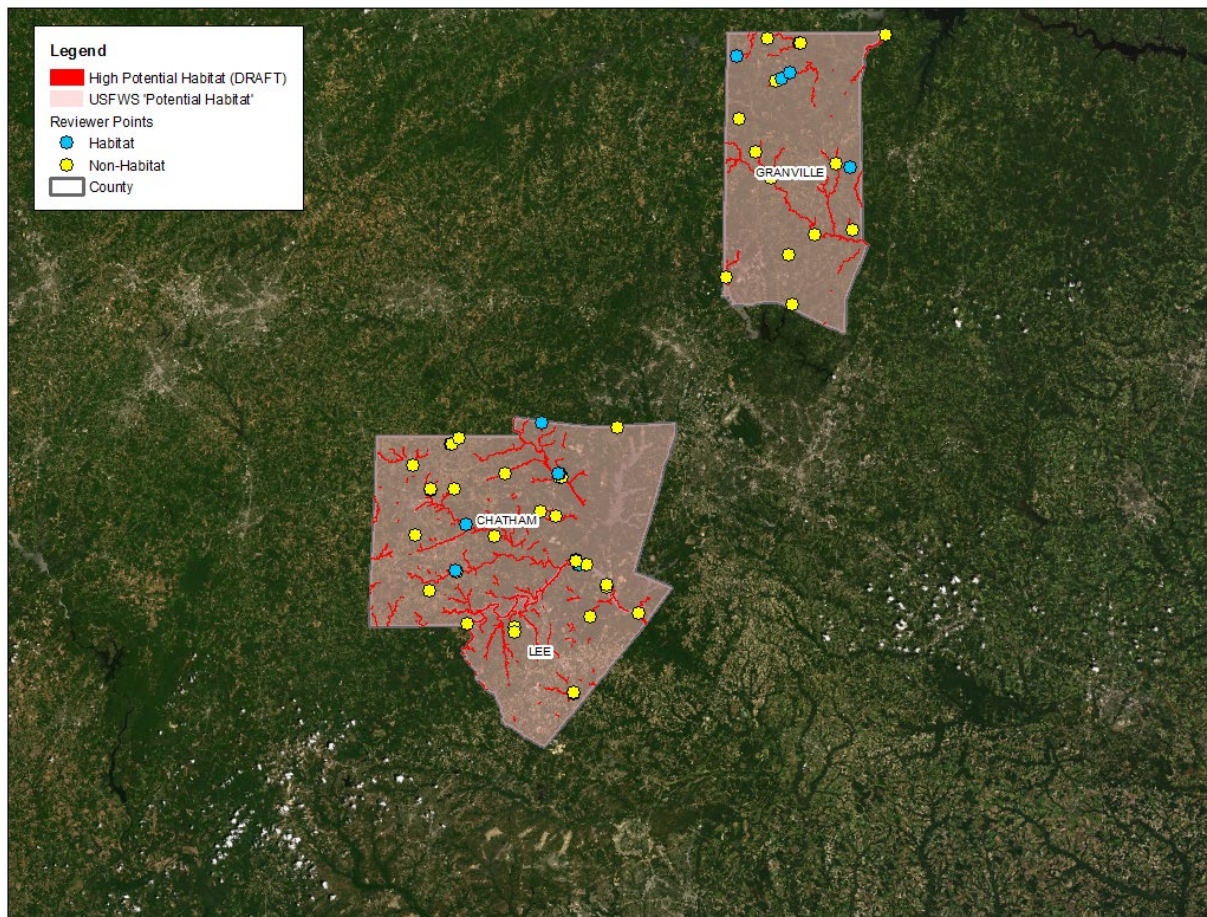 Legend
High Potential Habitat (DRAFT)
USFWS 'Potential Habitat'
Reviewer Points
Habitat
Non-Habitat
County
GRANVILLE
CHATHAM
LEE